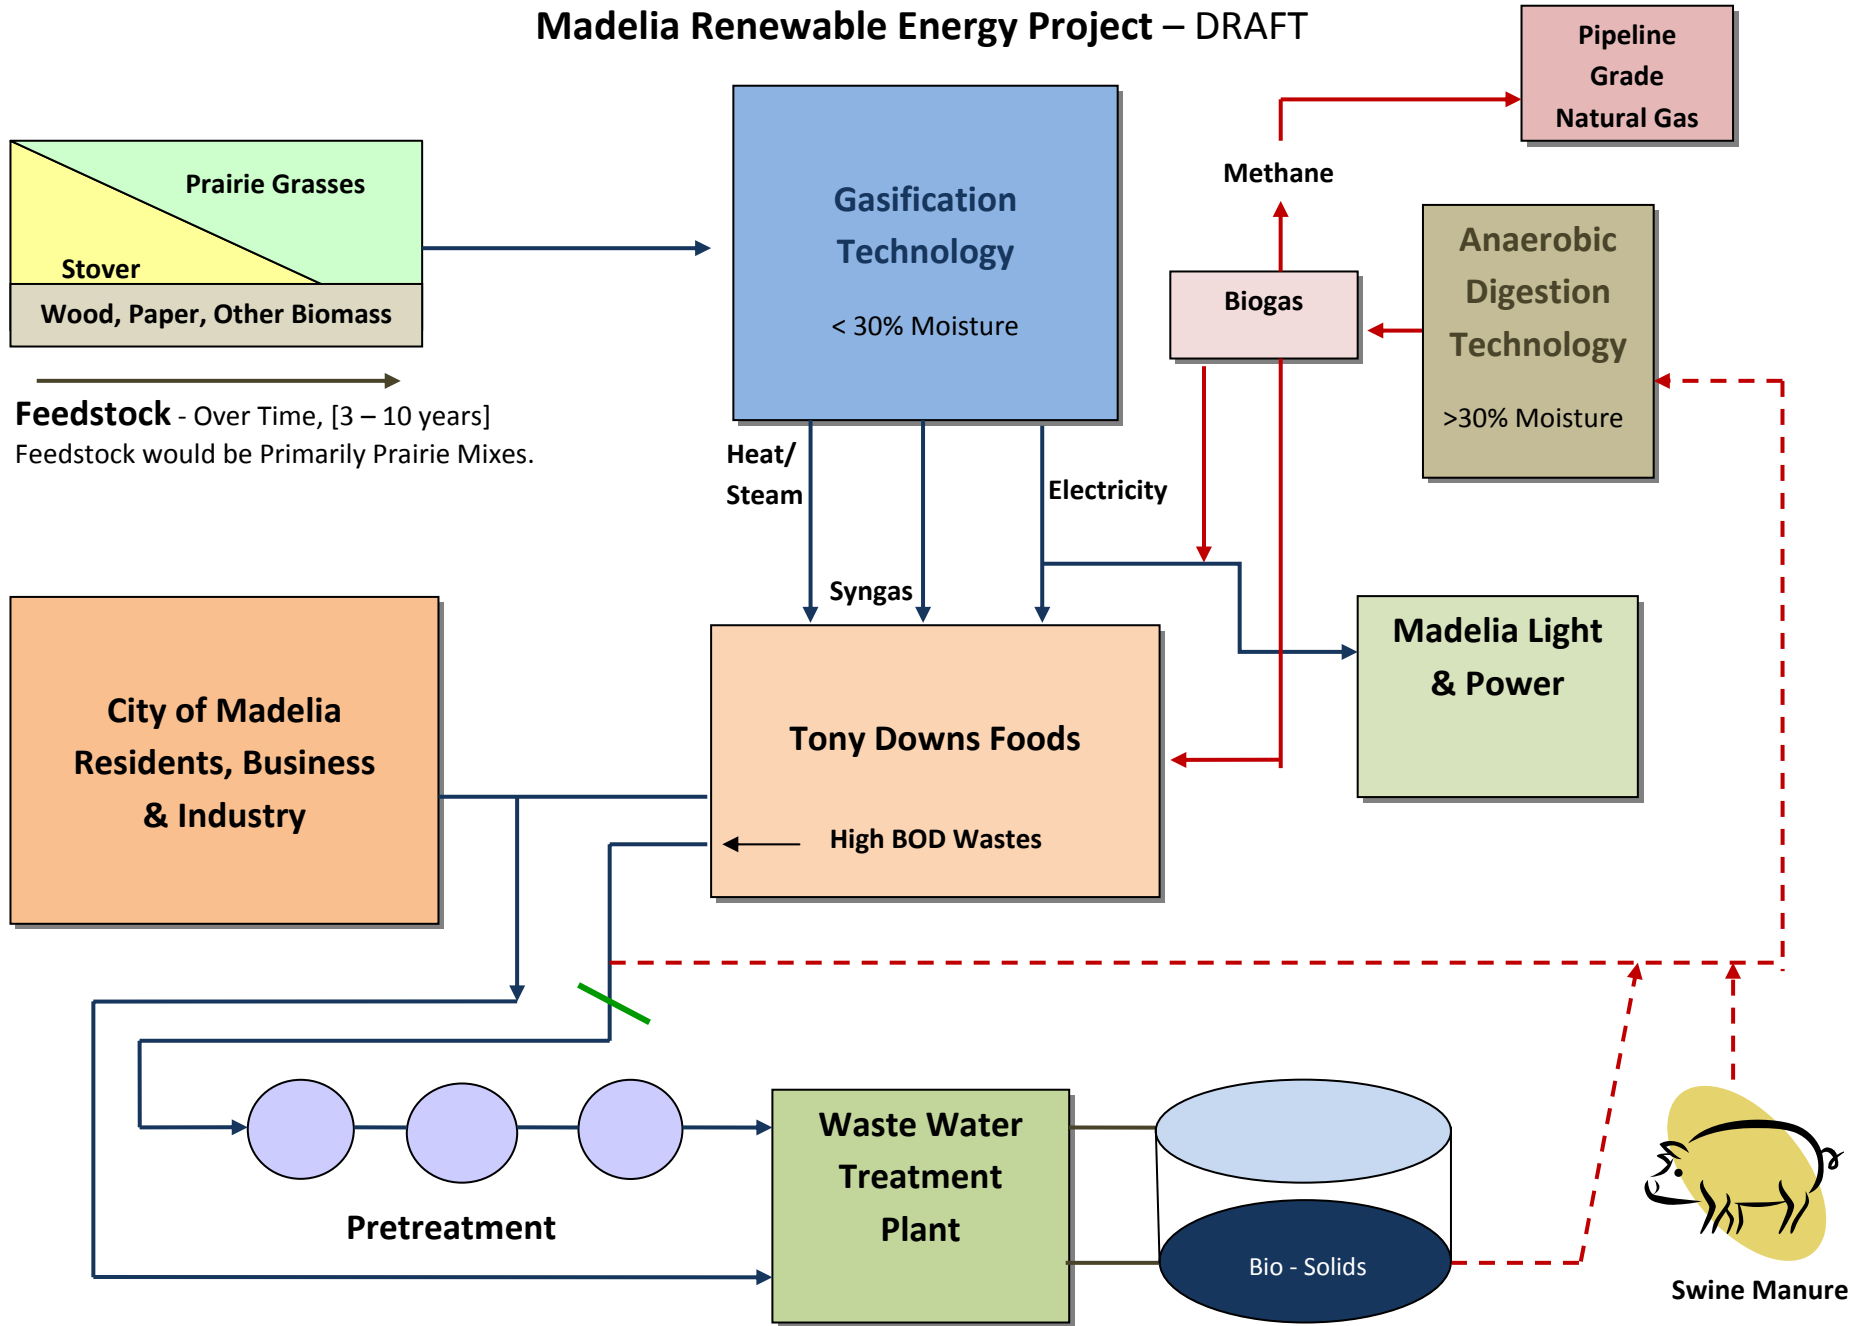 Madelia Renewable Energy Project – DRAFT
Pipeline
Grade
Natural Gas
Methane
Prairie Grasses
Stover
Wood, Paper, Other Biomass
Gasification
Technology
< 30% Moisture
Biogas
Anaerobic
Digestion
Technology
>30% Moisture
Feedstock - Over Time, [3 – 10 years]
Feedstock would be Primarily Prairie Mixes.
Heat/
Steam
Electricity
Syngas
City of Madelia
Residents, Business
& Industry
Tony Downs Foods
High BOD Wastes
Madelia Light
& Power
Pretreatment
Waste Water
Treatment
Plant
Bio - Solids
Swine Manure